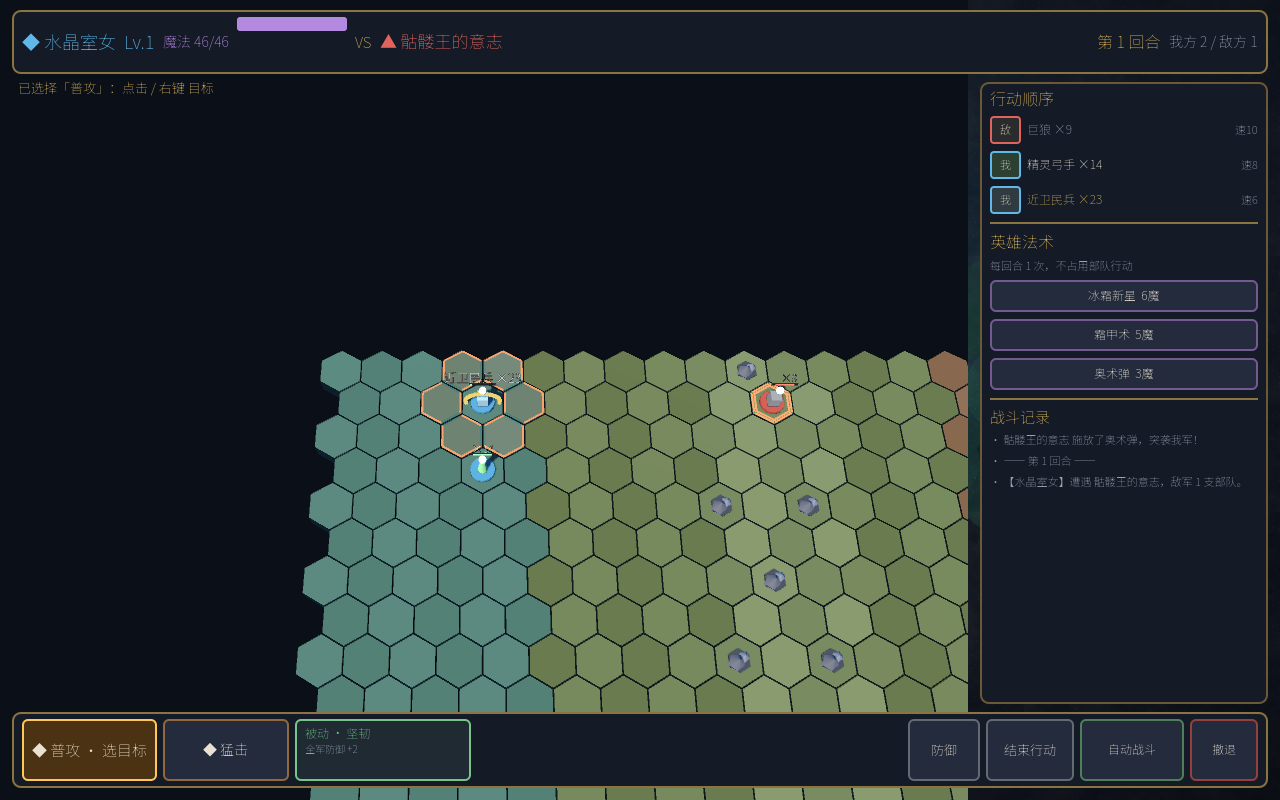 ◆ 水晶室女 Lv.1 魔法 46/46 VS ▲ 骷髅王的意志 第 1 回合 我方 2 / 敌方 1
已选择「普攻」：点击 / 右键 目标
行动顺序
敌 巨狼 ×9 速10
我 精灵弓手 ×14 速8
我 近卫民兵 ×23 速6
英雄法术
每回合 1 次，不占用部队行动
冰霜新星 6魔
霜甲术 5魔
奥术弹 3魔
战斗记录
· 骷髅王的意志 施放了奥术弹，突袭我军！
· —— 第 1 回合 ——
· 【水晶室女】遭遇 骷髅王的意志，敌军 1 支部队。
◆ 普攻 · 选目标
◆ 猛击
被动 · 坚韧
全军防御 +2
防御
结束行动
自动战斗
撤退